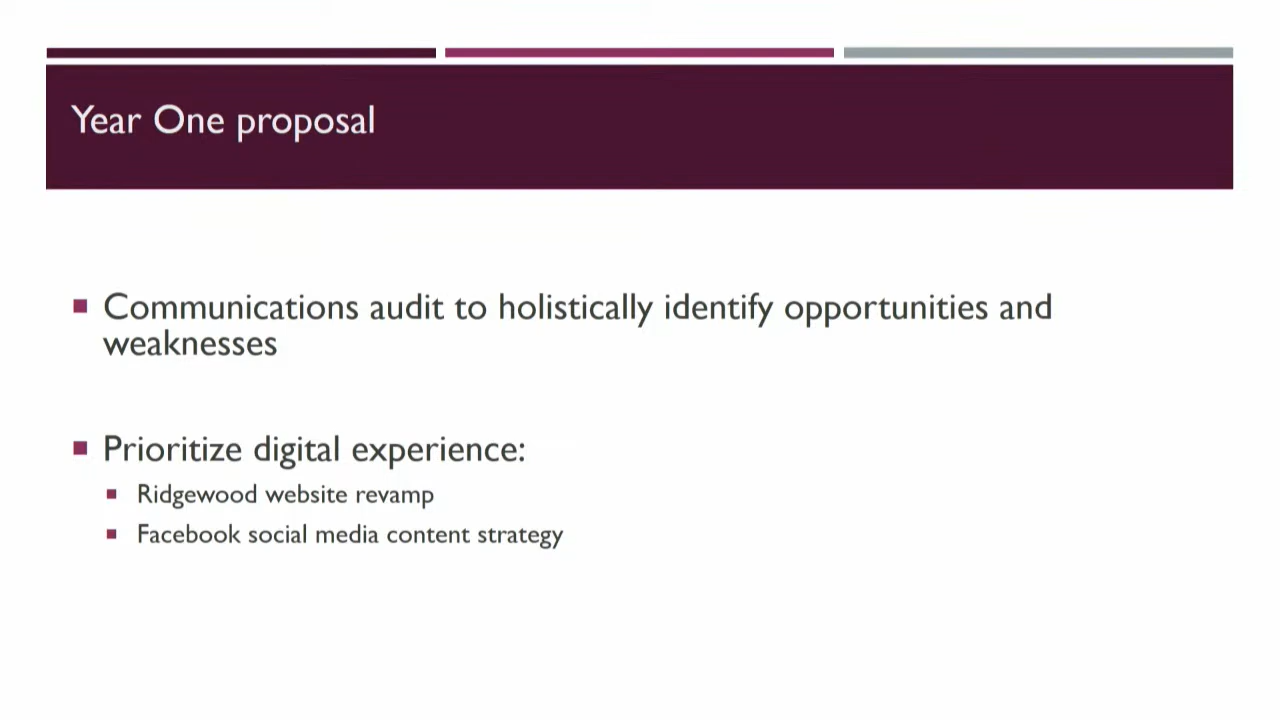 Year One proposal
Communications audit to holistically identify opportunities and
weaknesses
Prioritize digital experience:
Ridgewood website revamp
Facebook social media content strategy